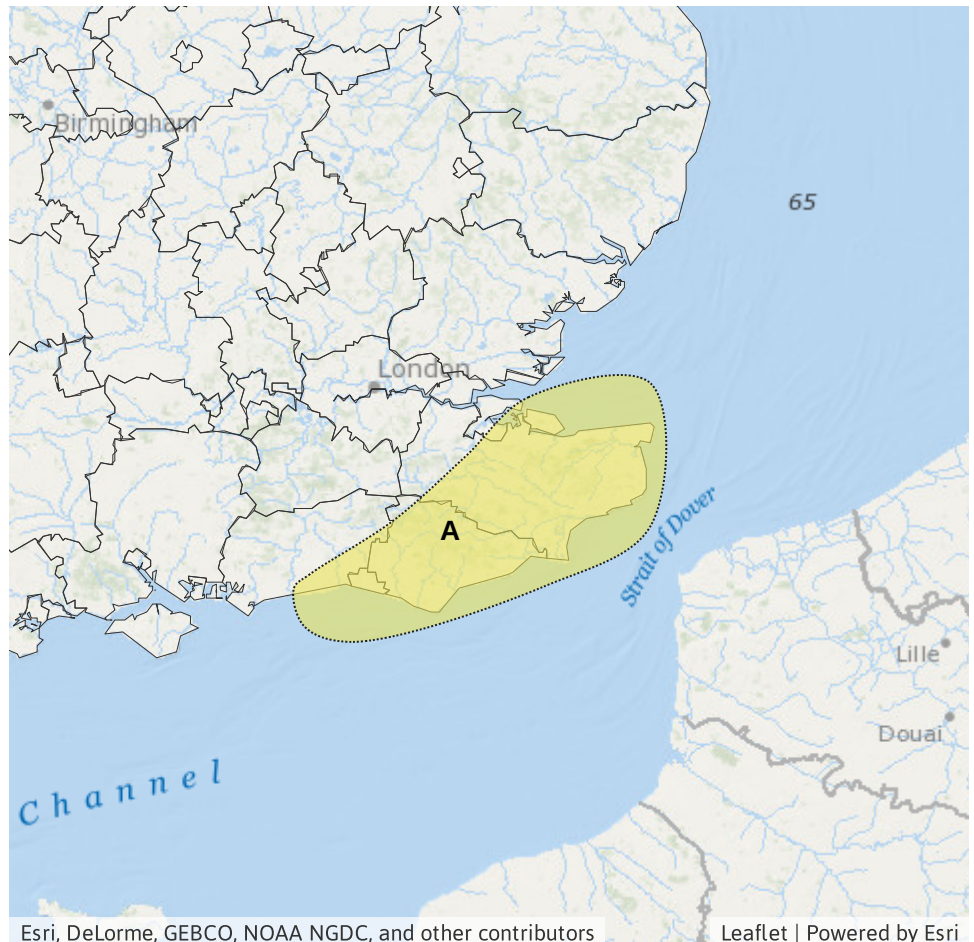 Birmingham
65
London
A
Strait of Dover
Lille
Douai
Channel
Esri, DeLorme, GEBCO, NOAA NGDC, and other contributors
Leaflet | Powered by Esri